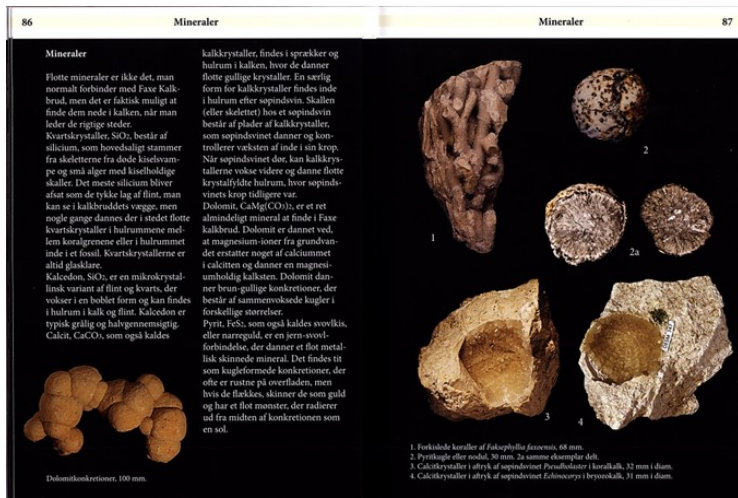 86
Mineraler
Mineraler
Flotte mineraler er ikke det, man
normalt forbinder med Faxe Kalk-
brud, men det er faktisk muligt at
finde dem nede i kalken, når man
leder de rigtige steder.
Kvartskrystaller, SiO2, består af
silicium, som hovedsaligt stammer
fra skeletterne fra døde kiselsvam-
pe og små alger med kiselholdige
skaller. Det meste silicium bliver
afsat som de tykke lag af flint, man
kan se i kalkbruddets vægge, men
nogle gange dannes der i stedet flotte
kvartskrystaller i hulrummene mel-
lem koralgrenene eller i hulrummet
inde i et fossil. Kvartskrystallerne er
altid glasklare.
Kalcedon, SiO2, er en mikrokrystal-
linsk variant af flint og kvarts, der
vokser i en boblet form og kan findes
i hulrum i kalk og flint. Kalcedon er
typisk grålig og halvgennemsigtig.
Calcit, CaCO3, som også kaldes
Dolomitkonkretioner, 100 mm.
kalkkrystaller, findes i sprækker og
hulrum i kalken, hvor de danner
flotte gullige krystaller. En særlig
form for kalkkrystaller findes inde
i hulrum efter søpindsvin. Skallen
(eller skelettet) hos et søpindsvin
består af plader af kalkkrystaller,
som søpindsvinet danner og kon-
trollerer væksten af inde i sin krop.
Når søpindsvinet dør, kan kalkkrys-
tallerne vokse videre og danne flotte
krystalfyldte hulrum, hvor søpinds-
vinets krop tidligere var.
Dolomit, CaMg(CO3)2, er et ret
almindeligt mineral at finde i Faxe
kalkbrud. Dolomit er dannet ved,
at magnesium-ioner fra grundvan-
det erstatter noget af calciummet
i calcitten og danner en magnesi-
umholdig kalksten. Dolomit dan-
ner brun-gullige konkretioner, der
består af sammenvoksede kugler i
forskellige størrelser.
Pyrit, FeS2, som også kaldes svovlkis,
eller narreguld, er en jern-svovl-
forbindelse, der danner et flot metal-
lisk skinnede mineral. Det findes tit
som kugleformede konkretioner, der
ofte er rustne på overfladen, men
hvis de flækkes, skinner de som guld
og har et flot mønster, der radierer
ud fra midten af konkretionen som
en sol.
Mineraler
87
1
2
2a
3
4
1. Forkislede koraller af Faksephyllia faxoensis, 68 mm.
2. Pyritkugle eller nodul, 30 mm. 2a samme eksemplar delt.
3. Calcitkrystaller i aftryk af søpindsvinet Pseudholaster i koralkalk, 32 mm i diam.
4. Calcitkrystaller i aftryk af søpindsvinet Echinocorys i bryozokalk, 31 mm i diam.